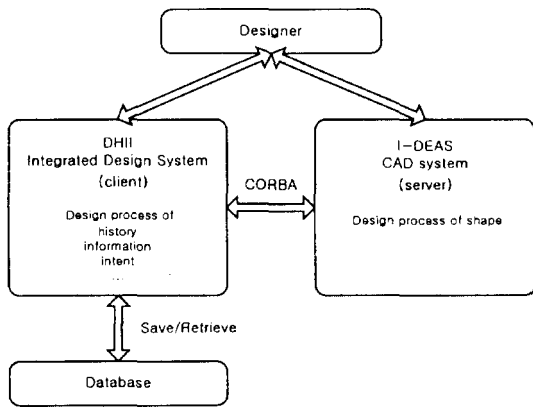 Designer
DHII
Integrated Design System
(client)
Design process of
history
information
intent
...
CORBA
I-DEAS
CAD system
(server)
Design process of shape
Save/Retrieve
Database